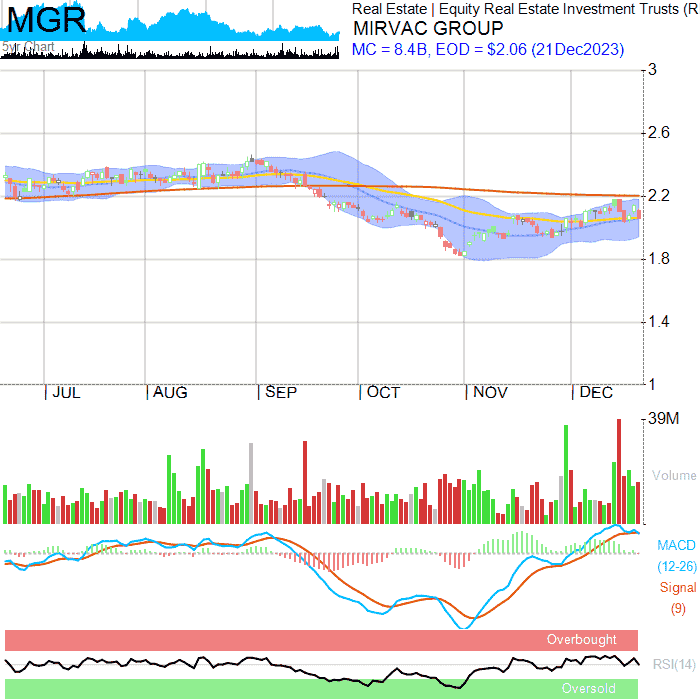 MGR
5yr Chart
Real Estate | Equity Real Estate Investment Trusts (R
MIRVAC GROUP
MC = 8.4B, EOD = $2.06 (21Dec2023)
3
2.6
2.2
1.8
1.4
1
JUL
AUG
SEP
OCT
NOV
DEC
39M
Volume
MACD
(12-26)
Signal
(9)
Overbought
RSI(14)
Oversold